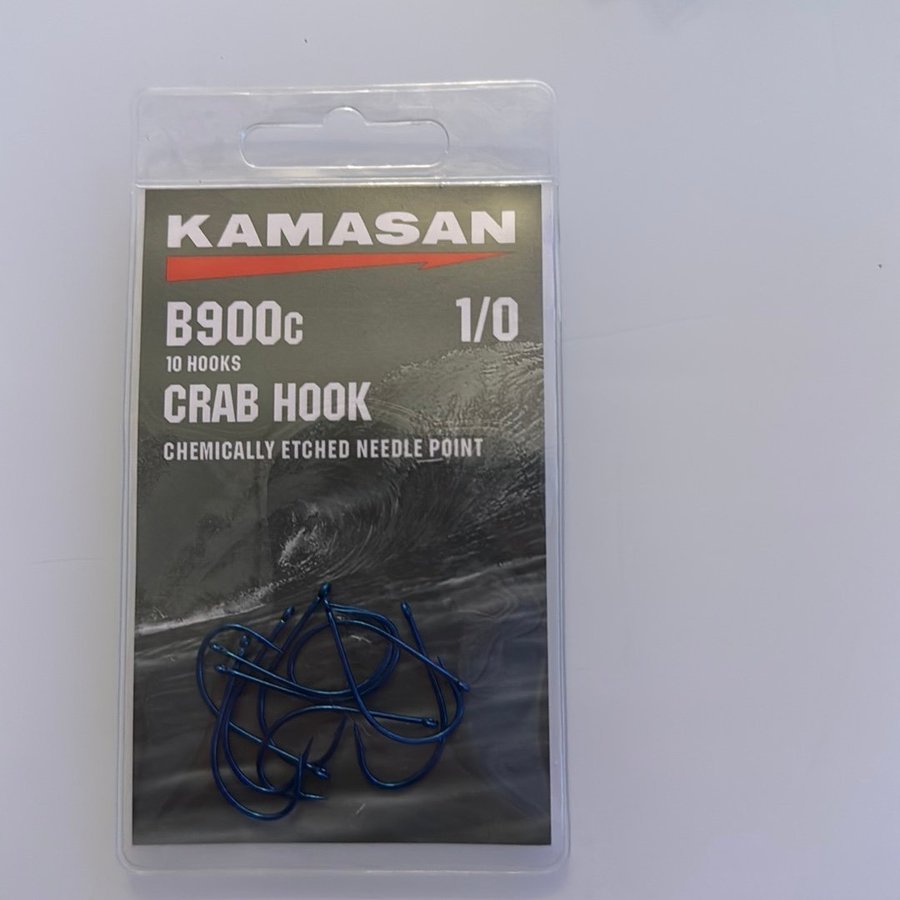 KAMASAN
B900c 1/0
10 HOOKS
CRAB HOOK
CHEMICALLY ETCHED NEEDLE POINT